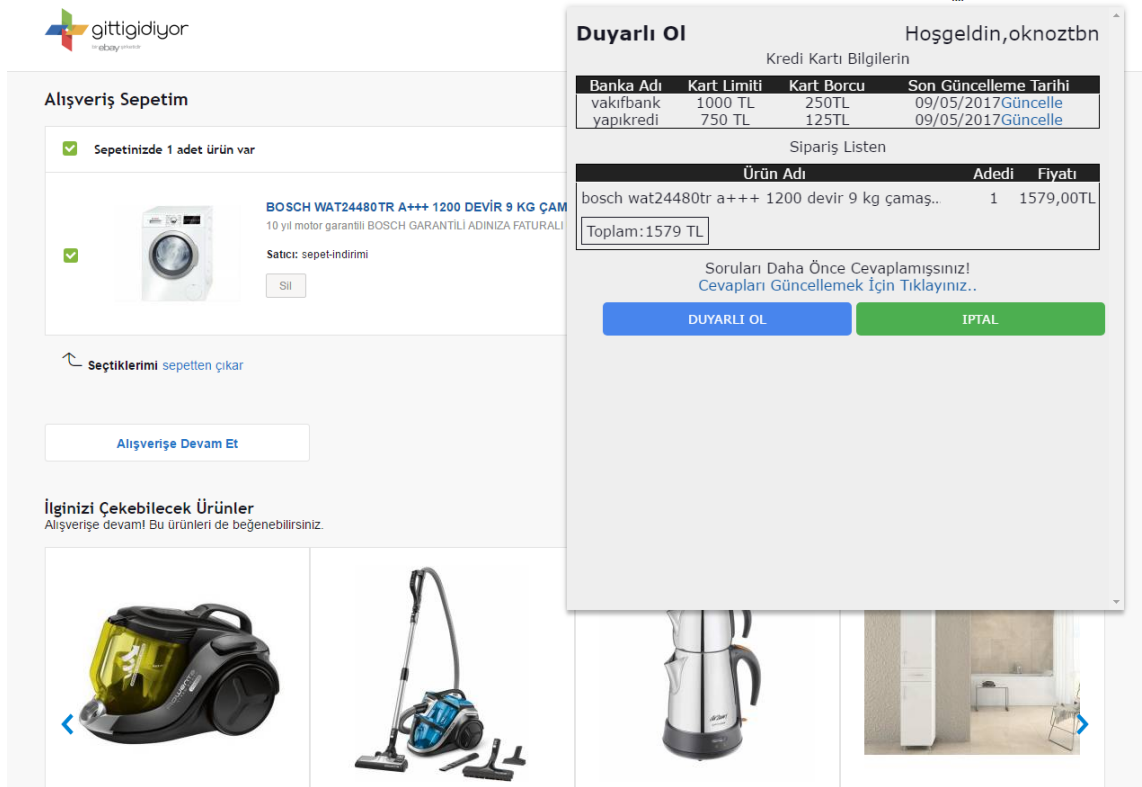 gittigidiyor
bir ebay iştirakidir
Alışveriş Sepetim
Sepetinizde 1 adet ürün var
BOSCH WAT24480TR A+++ 1200 DEVİR 9 KG ÇAM
10 yıl motor garantili BOSCH GARANTİLİ ADINIZA FATURALI
Satıcı: sepet-indirimi
Sil
Seçtiklerimi sepetten çıkar
Alışverişe Devam Et
İlginizi Çekebilecek Ürünler
Alışverişe devam! Bu ürünleri de beğenebilirsiniz.
Duyarlı Ol Hoşgeldin,oknoztbn
Kredi Kartı Bilgilerin
Banka Adı Kart Limiti Kart Borcu Son Güncelleme Tarihi
vakıfbank 1000 TL 250TL 09/05/2017Güncelle
yapıkredi 750 TL 125TL 09/05/2017Güncelle
Sipariş Listen
Ürün Adı Adedi Fiyatı
bosch wat24480tr a+++ 1200 devir 9 kg çamaş.. 1 1579,00TL
Toplam:1579 TL
Soruları Daha Önce Cevaplamışsınız!
Cevapları Güncellemek İçin Tıklayınız..
DUYARLI OL IPTAL